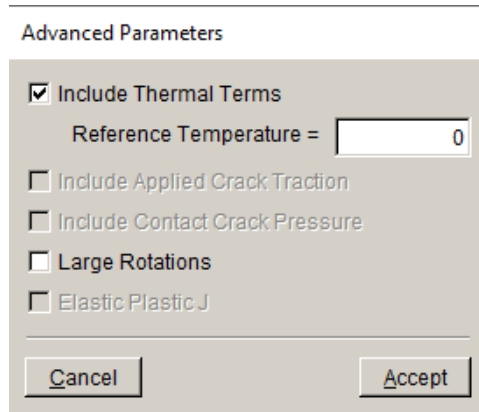 Advanced Parameters
Include Thermal Terms
Reference Temperature = 0
Include Applied Crack Traction
Include Contact Crack Pressure
Large Rotations
Elastic Plastic J
Cancel Accept